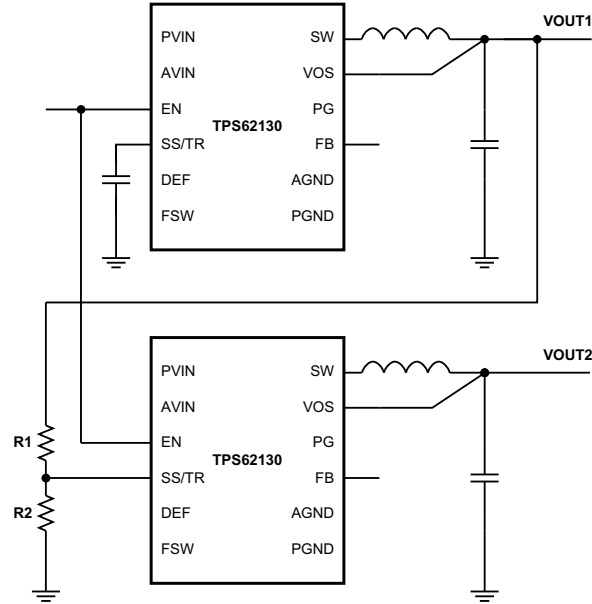 VOUT1
PVIN SW
AVIN VOS
EN PG
TPS62130
SS/TR FB
DEF AGND
FSW PGND
VOUT2
PVIN SW
AVIN VOS
R1 EN PG
TPS62130
SS/TR FB
R2 DEF AGND
FSW PGND